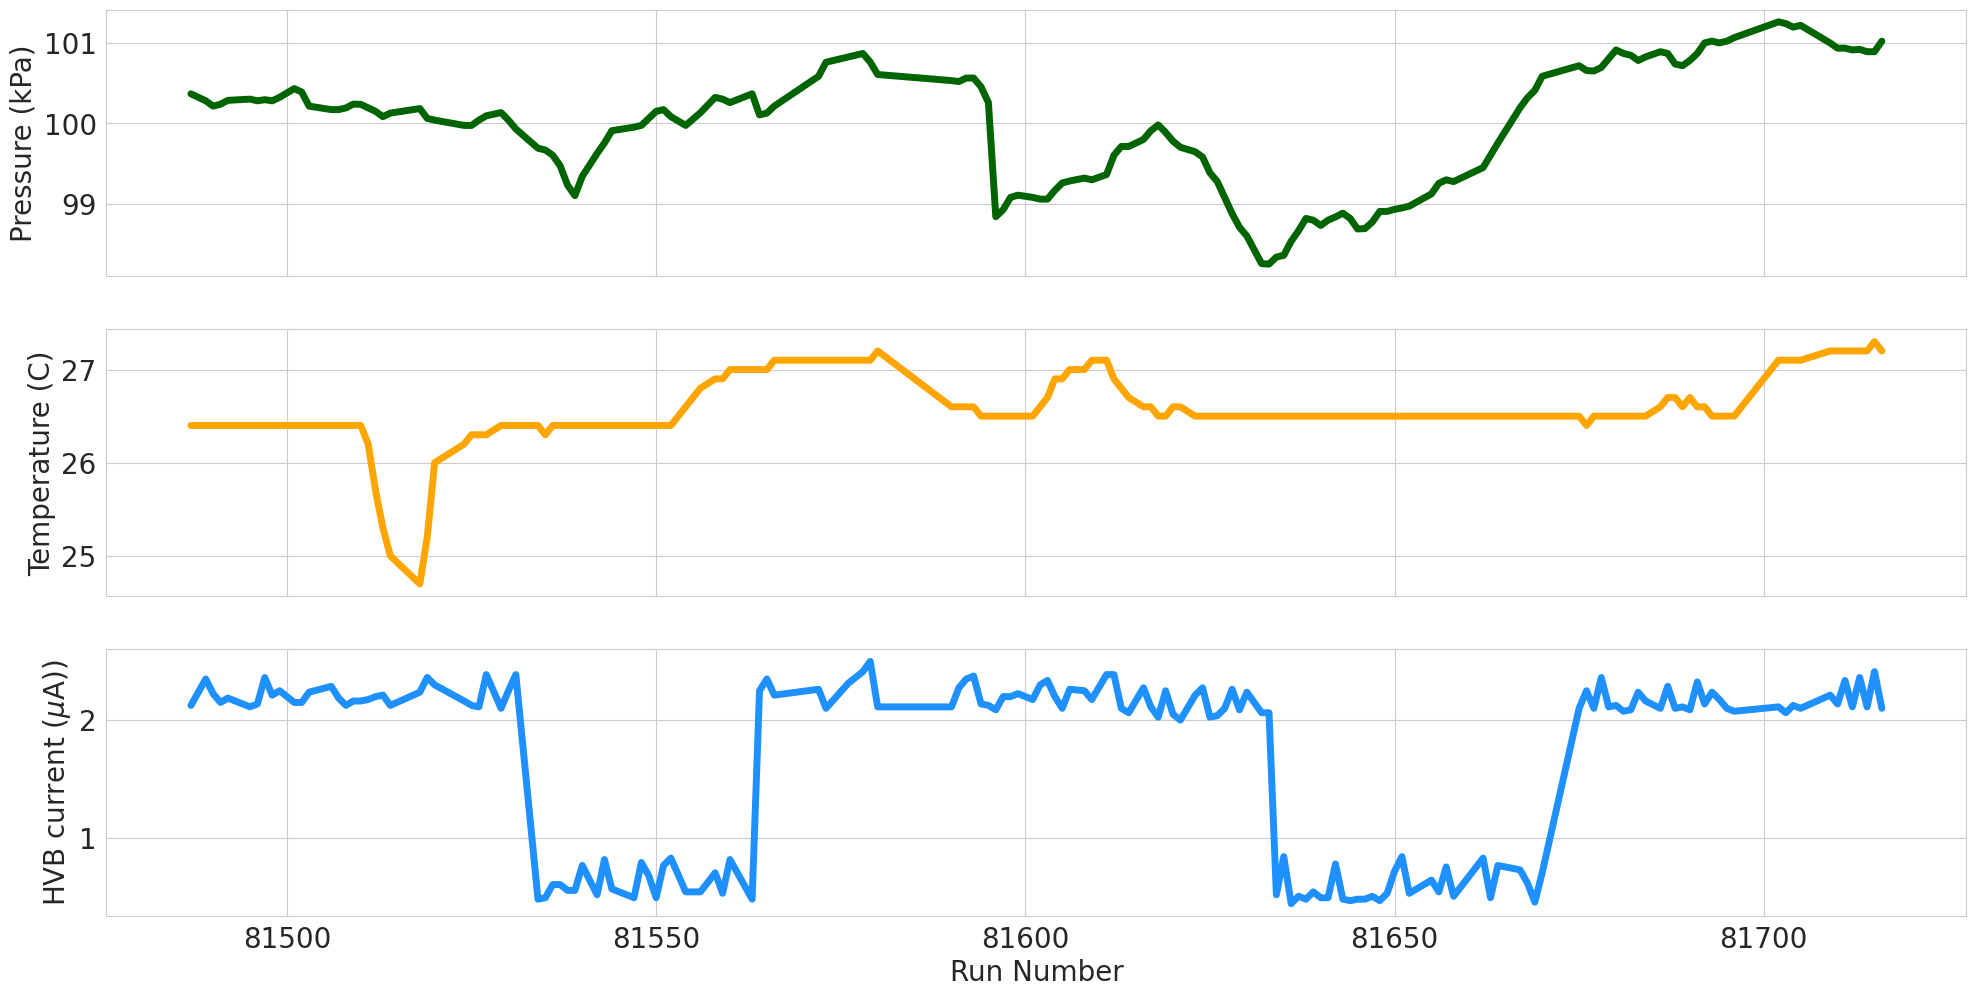 Pressure (kPa)
101
100
99
Temperature (C)
27
26
25
HVB current (μA))
2
1
81500 81550 81600 81650 81700
Run Number